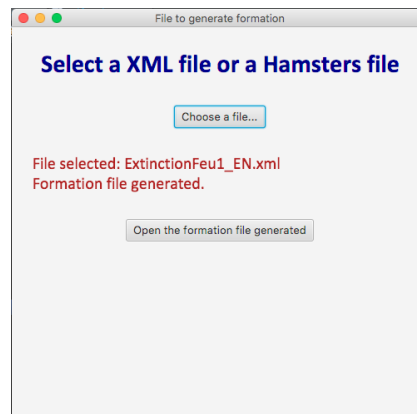 File to generate formation
Select a XML file or a Hamsters file
Choose a file...
File selected: ExtinctionFeu1_EN.xml
Formation file generated.
Open the formation file generated